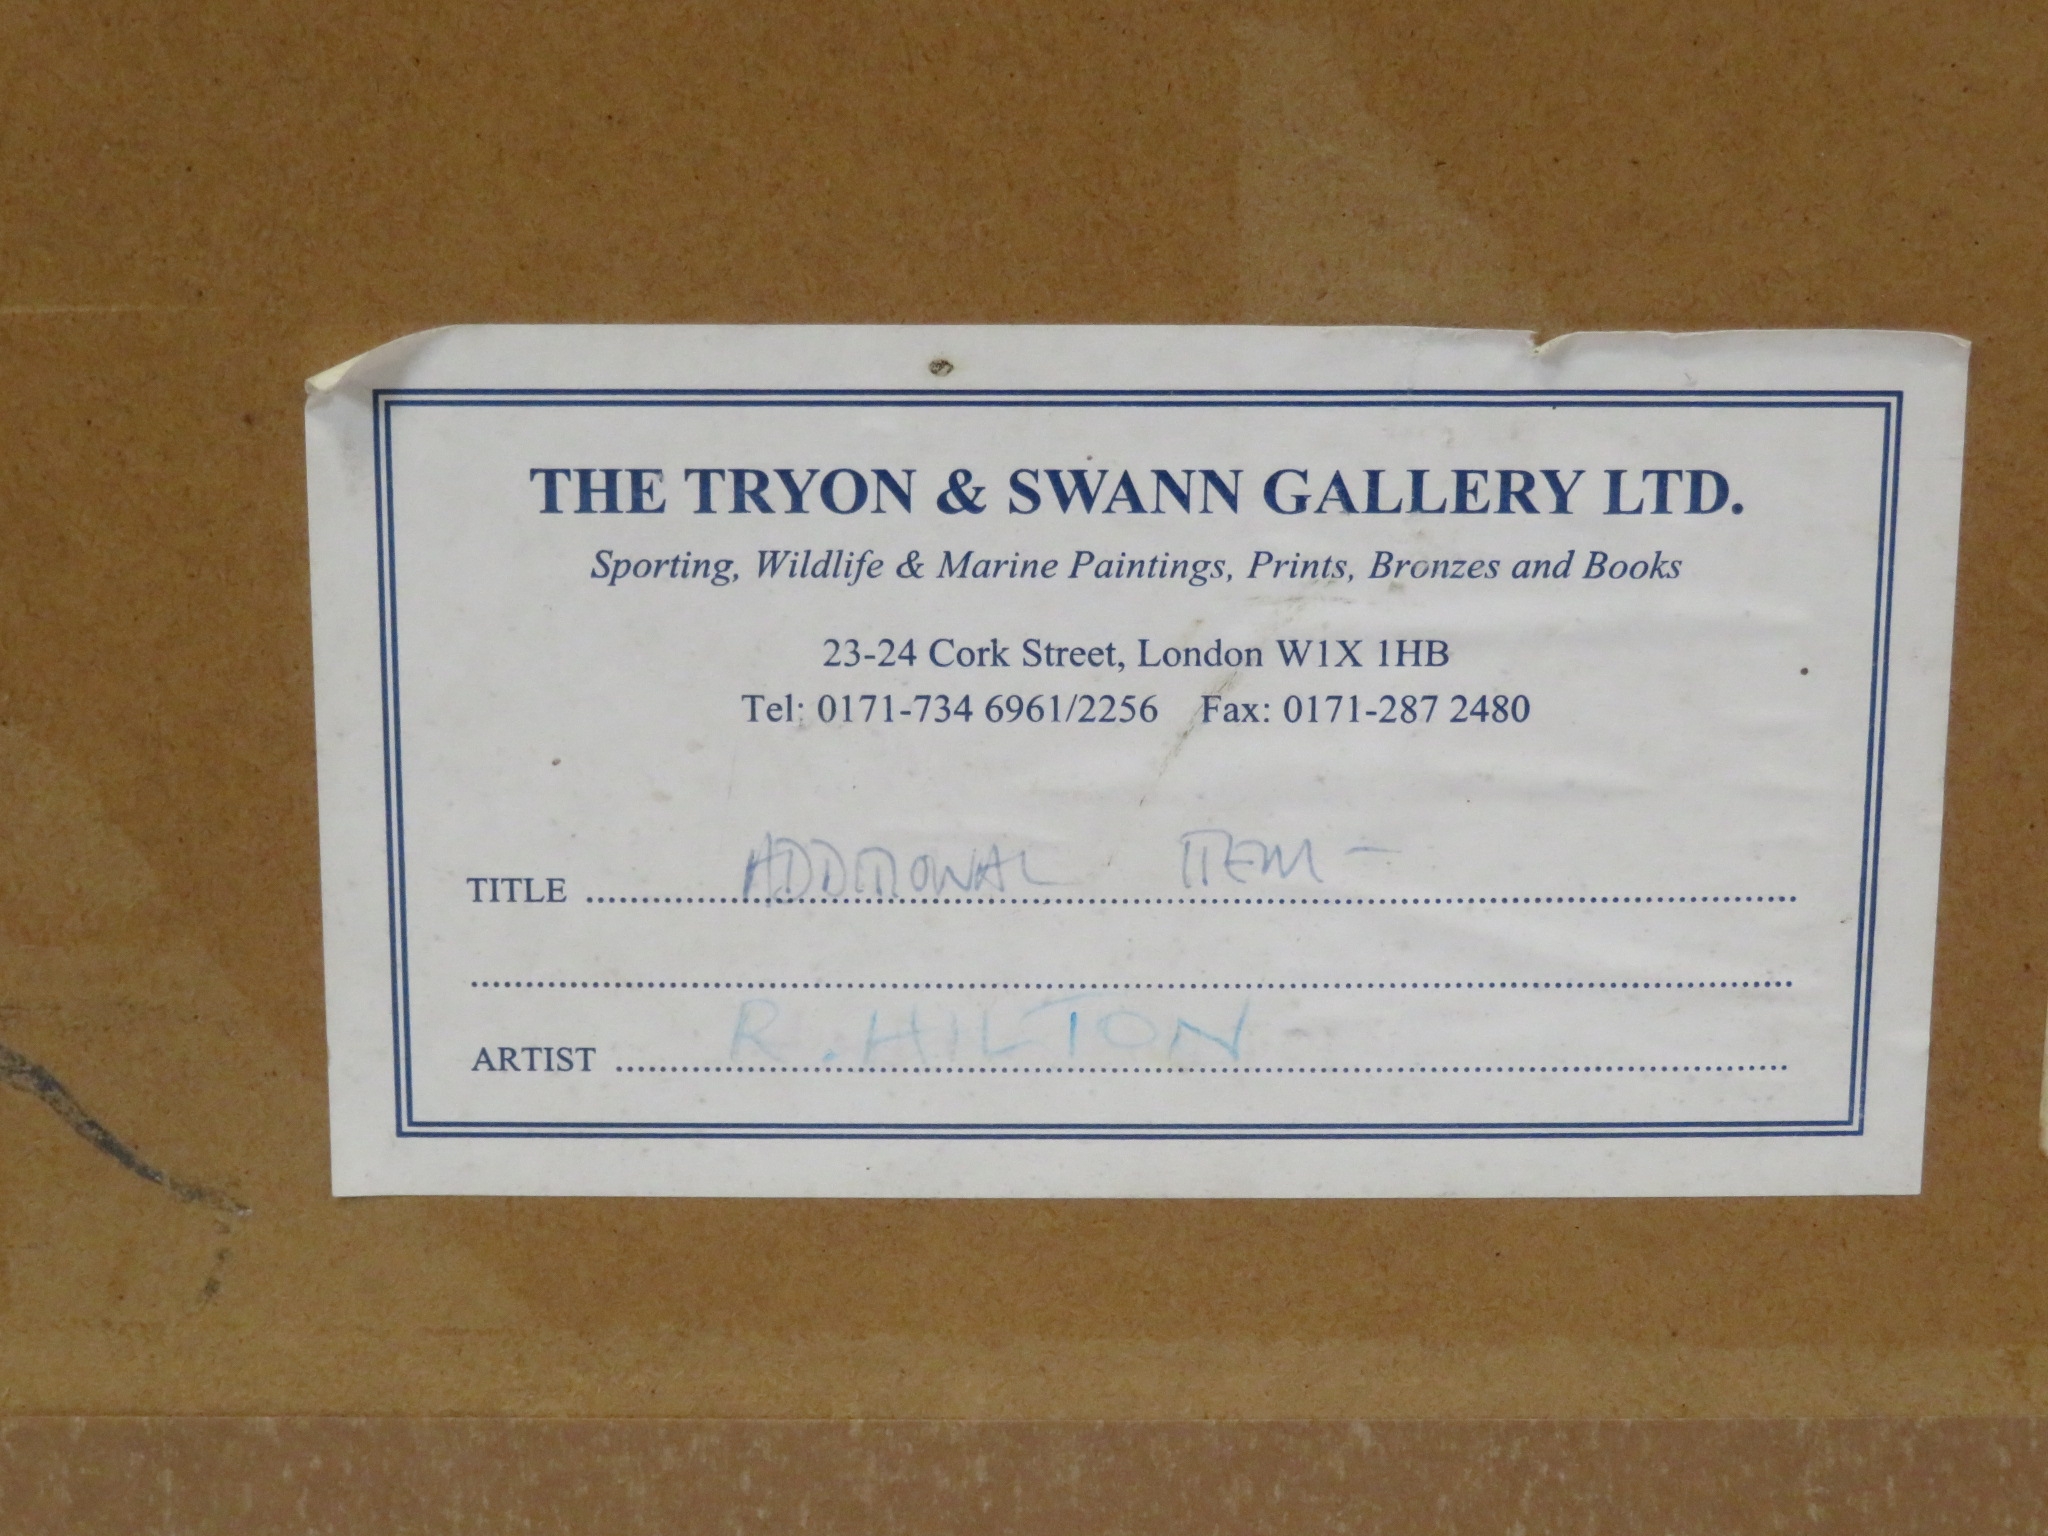 THE TRYON & SWANN GALLERY LTD.
Sporting, Wildlife & Marine Paintings, Prints, Bronzes and Books
23-24 Cork Street, London W1X 1HB
Tel: 0171-734 6961/2256 Fax: 0171-287 2480
TITLE ADDITIONAL ITEM -
ARTIST R. HILTON -